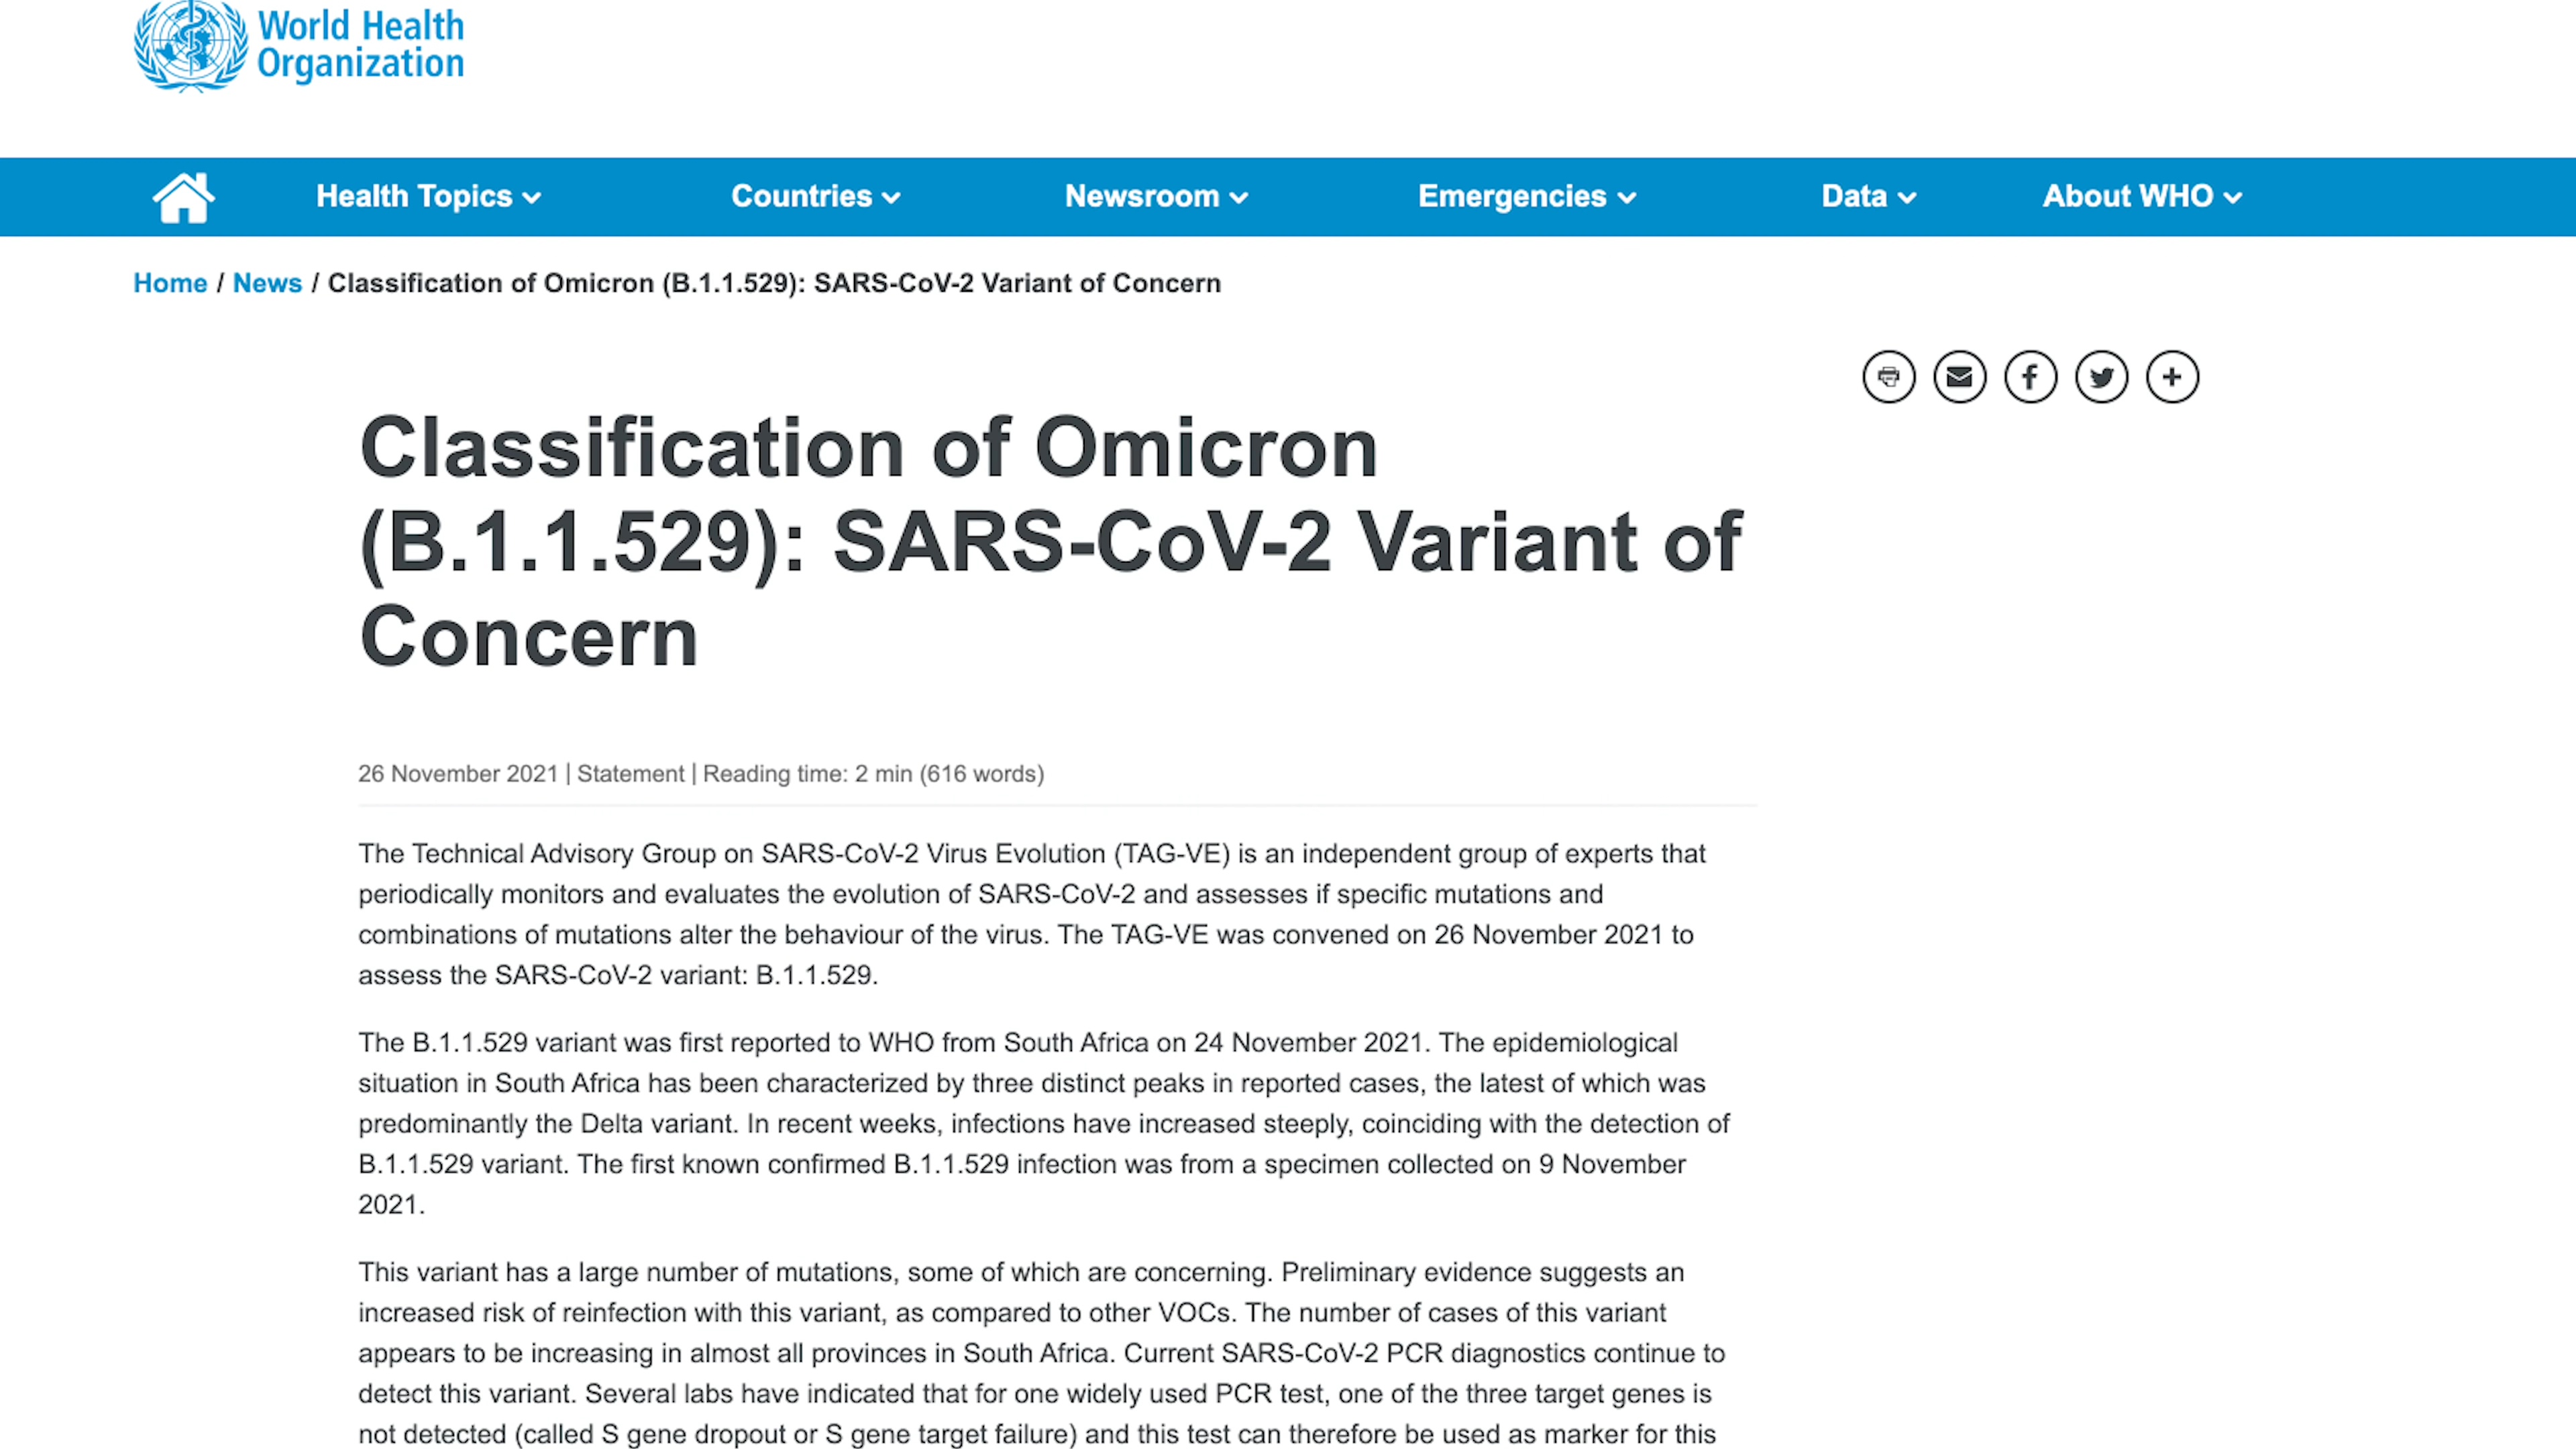 World Health
Organization
Health Topics
Countries
Newsroom
Emergencies
Data
About WHO
Home / News / Classification of Omicron (B.1.1.529): SARS-CoV-2 Variant of Concern
Classification of Omicron
(B.1.1.529): SARS-CoV-2 Variant of
Concern
26 November 2021 | Statement | Reading time: 2 min (616 words)
The Technical Advisory Group on SARS-CoV-2 Virus Evolution (TAG-VE) is an independent group of experts that
periodically monitors and evaluates the evolution of SARS-CoV-2 and assesses if specific mutations and
combinations of mutations alter the behaviour of the virus. The TAG-VE was convened on 26 November 2021 to
assess the SARS-CoV-2 variant: B.1.1.529.
The B.1.1.529 variant was first reported to WHO from South Africa on 24 November 2021. The epidemiological
situation in South Africa has been characterized by three distinct peaks in reported cases, the latest of which was
predominantly the Delta variant. In recent weeks, infections have increased steeply, coinciding with the detection of
B.1.1.529 variant. The first known confirmed B.1.1.529 infection was from a specimen collected on 9 November
2021.
This variant has a large number of mutations, some of which are concerning. Preliminary evidence suggests an
increased risk of reinfection with this variant, as compared to other VOCs. The number of cases of this variant
appears to be increasing in almost all provinces in South Africa. Current SARS-CoV-2 PCR diagnostics continue to
detect this variant. Several labs have indicated that for one widely used PCR test, one of the three target genes is
not detected (called S gene dropout or S gene target failure) and this test can therefore be used as marker for this